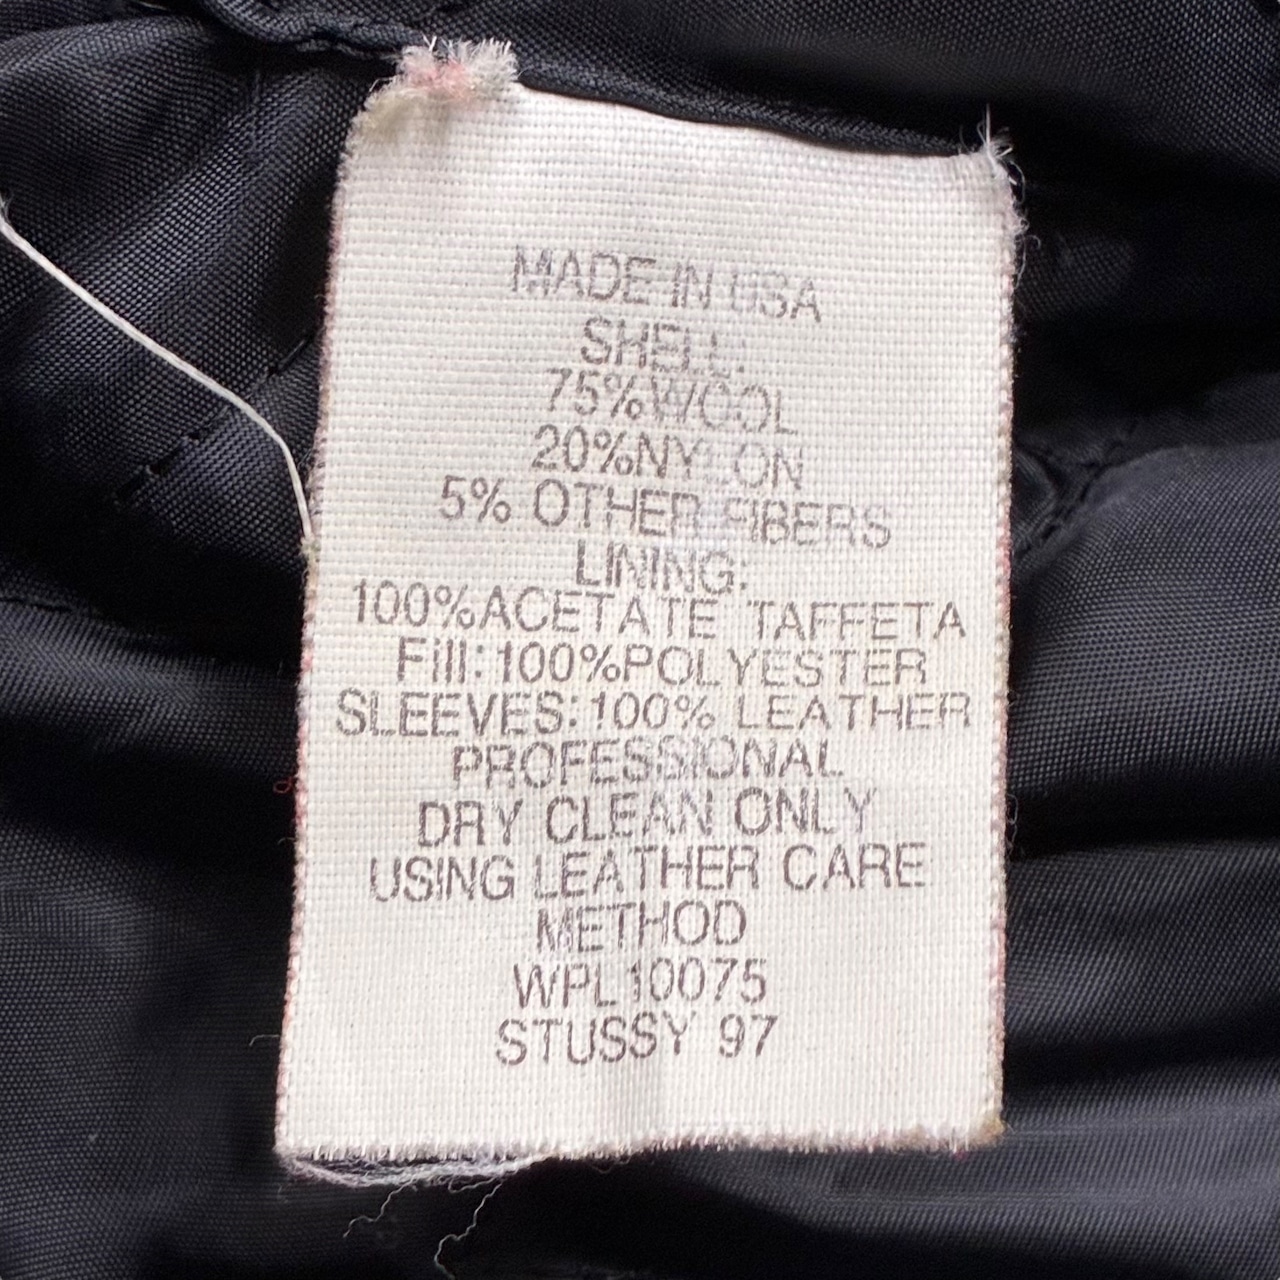 MADE IN USA
SHELL:
75%WOOL
20%NYLON
5% OTHER FIBERS
LINING:
100%ACETATE TAFFETA
Fill:100%POLYESTER
SLEEVES:100% LEATHER
PROFESSIONAL
DRY CLEAN ONLY
USING LEATHER CARE
METHOD
WPL10075
STUSSY 97